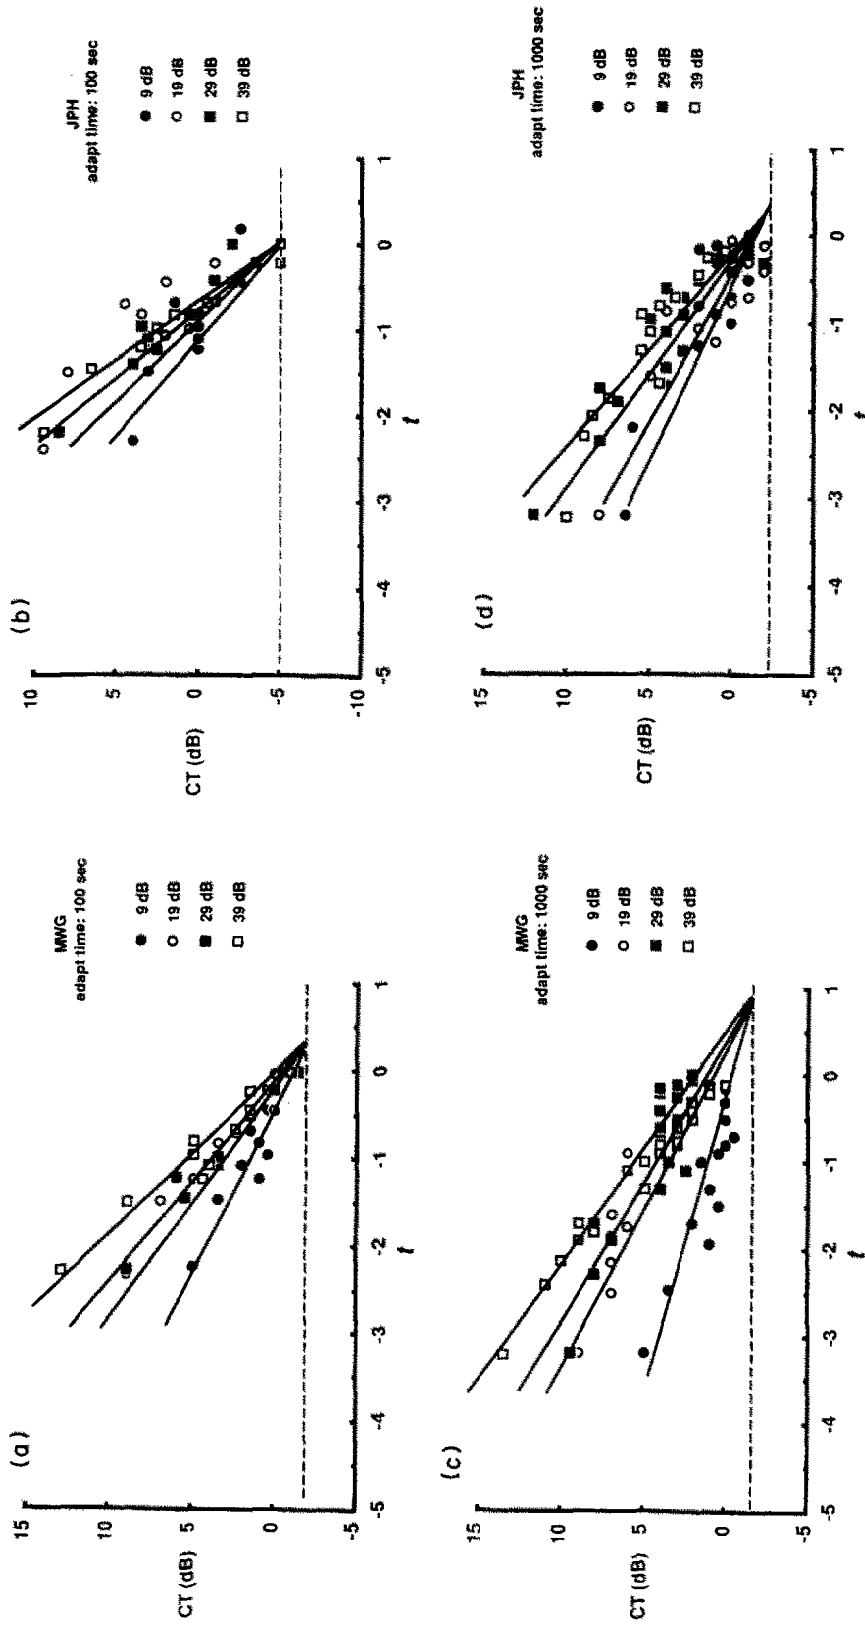 (a)
MWG
adapt time: 100 sec
9 dB
19 dB
29 dB
39 dB
15
10
5
0
-5
CT (dB)
-5
-4
-3
-2
-1
0
1
t
(b)
JPH
adapt time: 100 sec
9 dB
19 dB
29 dB
39 dB
10
5
0
-5
-10
CT (dB)
-5
-4
-3
-2
-1
0
1
t
(c)
MWG
adapt time: 1000 sec
9 dB
19 dB
29 dB
39 dB
15
10
5
0
-5
CT (dB)
-5
-4
-3
-2
-1
0
1
t
(d)
JPH
adapt time: 1000 sec
9 dB
19 dB
29 dB
39 dB
15
10
5
0
-5
CT (dB)
-5
-4
-3
-2
-1
0
1
t